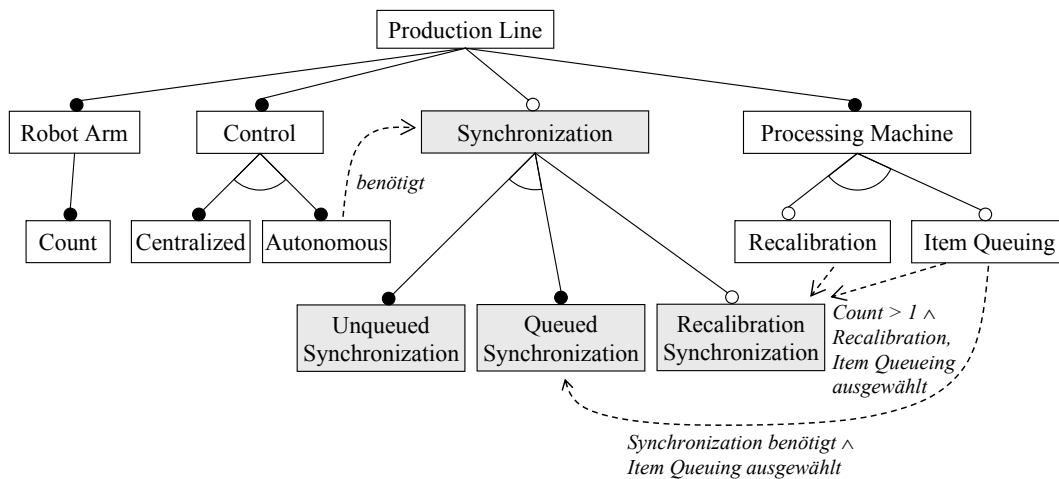 Production Line
Robot Arm
Control
Synchronization
Processing Machine
benötigt
Count
Centralized
Autonomous
Recalibration
Item Queuing
Unqueued
Synchronization
Queued
Synchronization
Recalibration
Synchronization
Count > 1 ∧
Recalibration,
Item Queueing
ausgewählt
Synchronization benötigt ∧
Item Queuing ausgewählt